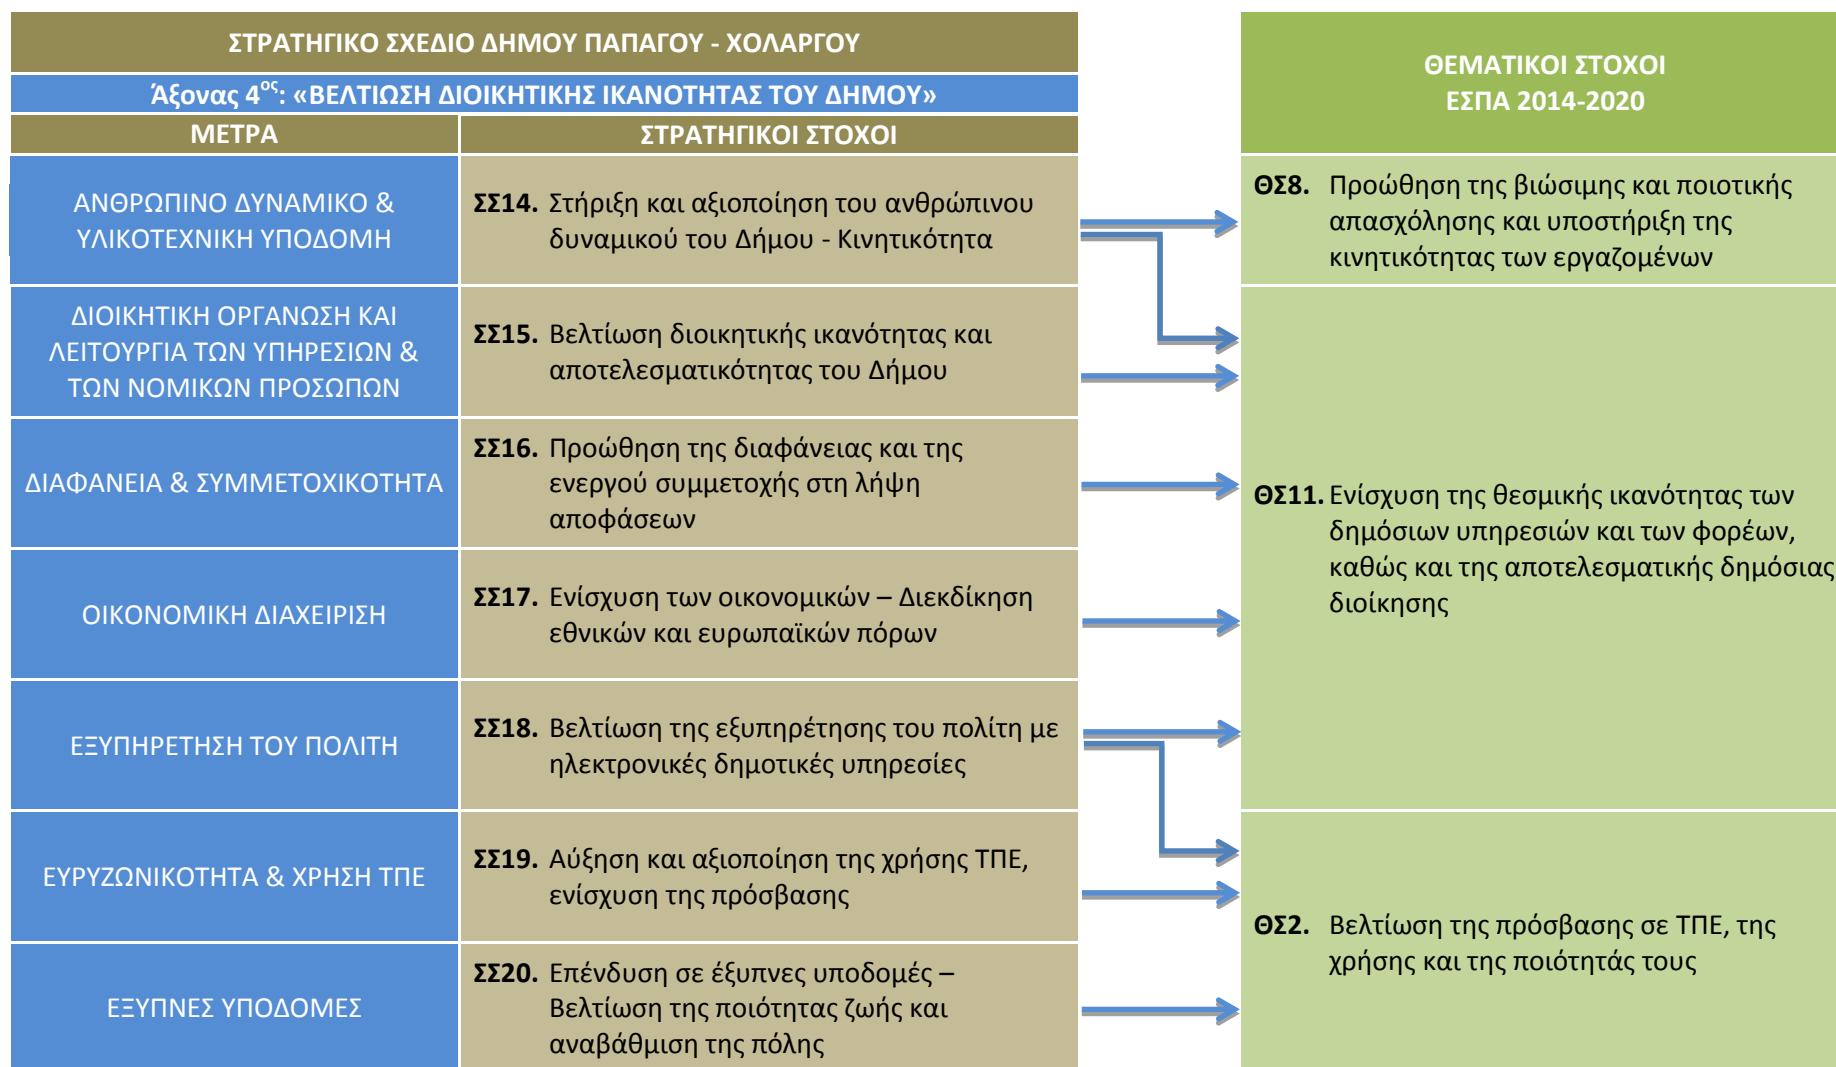 ΣΤΡΑΤΗΓΙΚΟ ΣΧΕΔΙΟ ΔΗΜΟΥ ΠΑΠΑΓΟΥ - ΧΟΛΑΡΓΟΥ
Άξονας 4ος: «ΒΕΛΤΙΩΣΗ ΔΙΟΙΚΗΤΙΚΗΣ ΙΚΑΝΟΤΗΤΑΣ ΤΟΥ ΔΗΜΟΥ»
ΜΕΤΡΑ
ΣΤΡΑΤΗΓΙΚΟΙ ΣΤΟΧΟΙ
ΘΕΜΑΤΙΚΟΙ ΣΤΟΧΟΙ
ΕΣΠΑ 2014-2020
ΑΝΘΡΩΠΙΝΟ ΔΥΝΑΜΙΚΟ &
ΥΛΙΚΟΤΕΧΝΙΚΗ ΥΠΟΔΟΜΗ
ΣΣ14. Στήριξη και αξιοποίηση του ανθρώπινου
δυναμικού του Δήμου - Κινητικότητα
ΔΙΟΙΚΗΤΙΚΗ ΟΡΓΑΝΩΣΗ ΚΑΙ
ΛΕΙΤΟΥΡΓΙΑ ΤΩΝ ΥΠΗΡΕΣΙΩΝ &
ΤΩΝ ΝΟΜΙΚΩΝ ΠΡΟΣΩΠΩΝ
ΣΣ15. Βελτίωση διοικητικής ικανότητας και
αποτελεσματικότητας του Δήμου
ΔΙΑΦΑΝΕΙΑ & ΣΥΜΜΕΤΟΧΙΚΟΤΗΤΑ
ΣΣ16. Προώθηση της διαφάνειας και της
ενεργού συμμετοχής στη λήψη
αποφάσεων
ΟΙΚΟΝΟΜΙΚΗ ΔΙΑΧΕΙΡΙΣΗ
ΣΣ17. Ενίσχυση των οικονομικών – Διεκδίκηση
εθνικών και ευρωπαϊκών πόρων
ΕΞΥΠΗΡΕΤΗΣΗ ΤΟΥ ΠΟΛΙΤΗ
ΣΣ18. Βελτίωση της εξυπηρέτησης του πολίτη με
ηλεκτρονικές δημοτικές υπηρεσίες
ΕΥΡΥΖΩΝΙΚΟΤΗΤΑ & ΧΡΗΣΗ ΤΠΕ
ΣΣ19. Αύξηση και αξιοποίηση της χρήσης ΤΠΕ,
ενίσχυση της πρόσβασης
ΕΞΥΠΝΕΣ ΥΠΟΔΟΜΕΣ
ΣΣ20. Επένδυση σε έξυπνες υποδομές –
Βελτίωση της ποιότητας ζωής και
αναβάθμιση της πόλης
ΘΣ8. Προώθηση της βιώσιμης και ποιοτικής
απασχόλησης και υποστήριξη της
κινητικότητας των εργαζομένων
ΘΣ11. Ενίσχυση της θεσμικής ικανότητας των
δημόσιων υπηρεσιών και των φορέων,
καθώς και της αποτελεσματικής δημόσιας
διοίκησης
ΘΣ2. Βελτίωση της πρόσβασης σε ΤΠΕ, της
χρήσης και της ποιότητάς τους